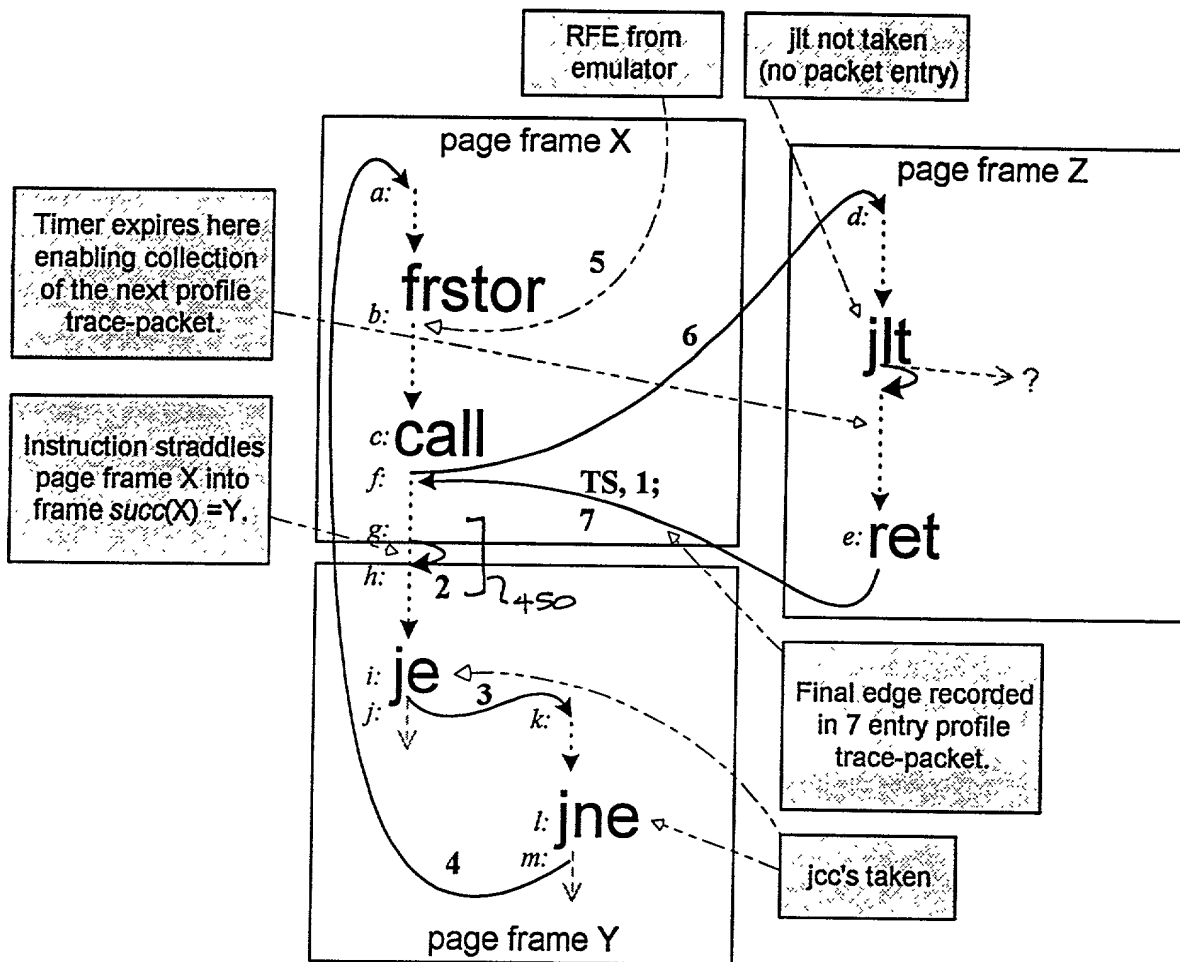 RFE from
emulator
jlt not taken
(no packet entry)
page frame X
page frame Z
a:
d:
Timer expires here
enabling collection
of the next profile
trace-packet.
5
frstor
b:
6
jlt
?
Instruction straddles
page frame X into
frame succ(X) =Y.
c: call
f:
TS, 1;
7
g:
e: ret
h:
2
450
i: je
3
j:
k:
Final edge recorded
in 7 entry profile
trace-packet.
l: jne
m:
4
jcc's taken
page frame Y